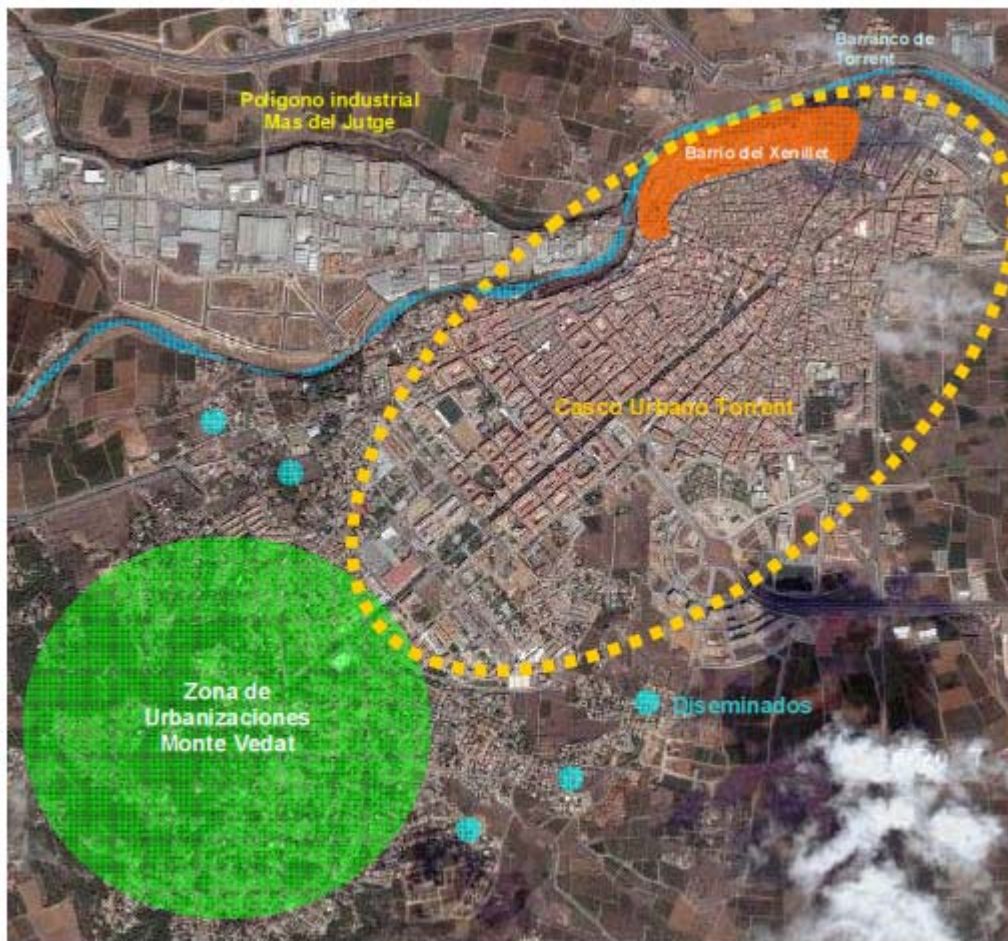 Barranco de
Torrent
Polígono industrial
Mas del Jutge
Barrio del Xenillet
Casco Urbano Torrent
Zona de
Urbanizaciones
Monte Vedat
Diseminados